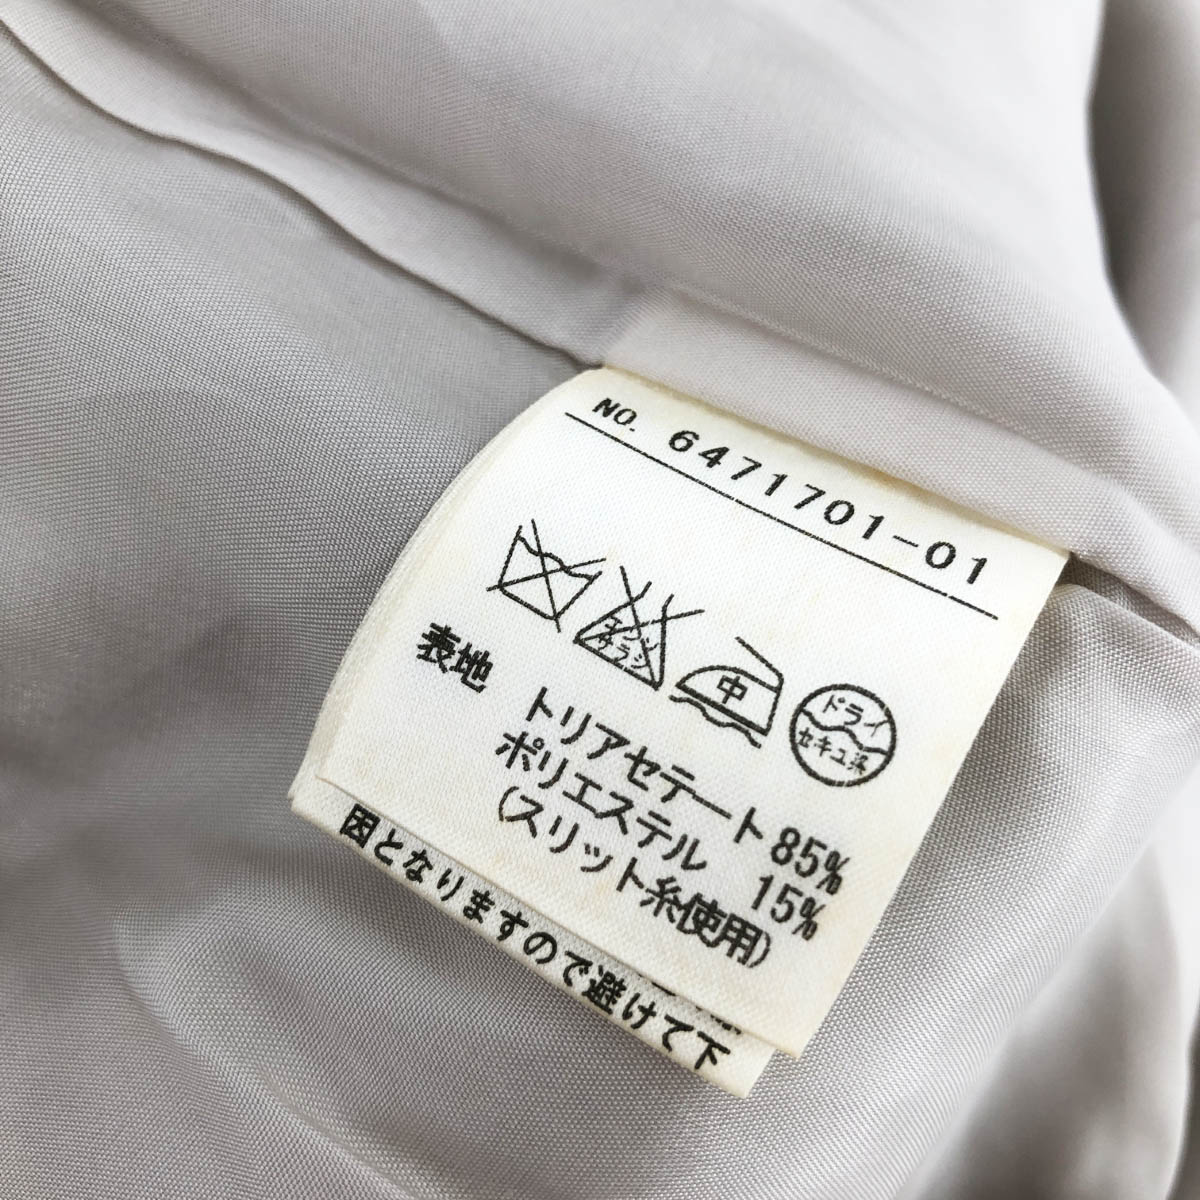 NO. 6471701-01
エンソ
サラシ
中
ドライ
セキユ系
表地 トリアセテート 85%
ポリエステル 15%
(スリット糸使用)
因となりますので避けて下